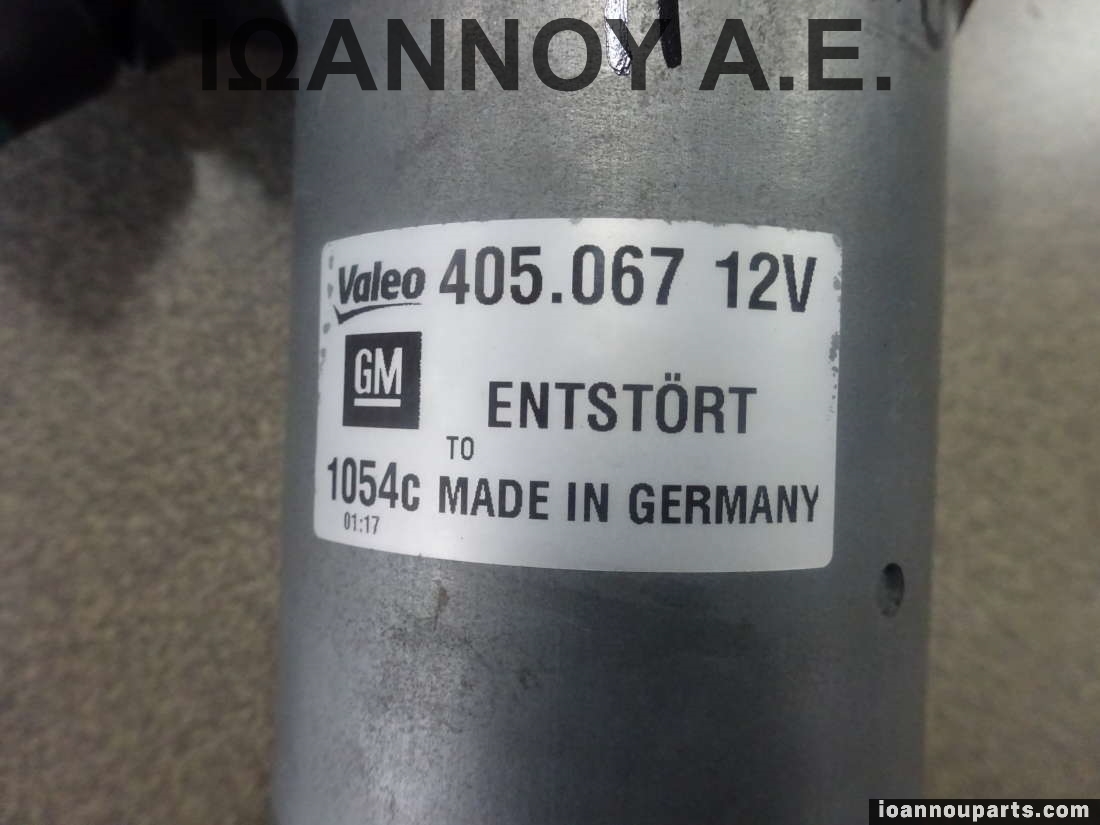 ΙΩΑΝΝΟΥ Α.Ε.
Valeo 405.067 12V
GM
ENTSTÖRT
TO
1054c MADE IN GERMANY
01:17
ioannouparts.com